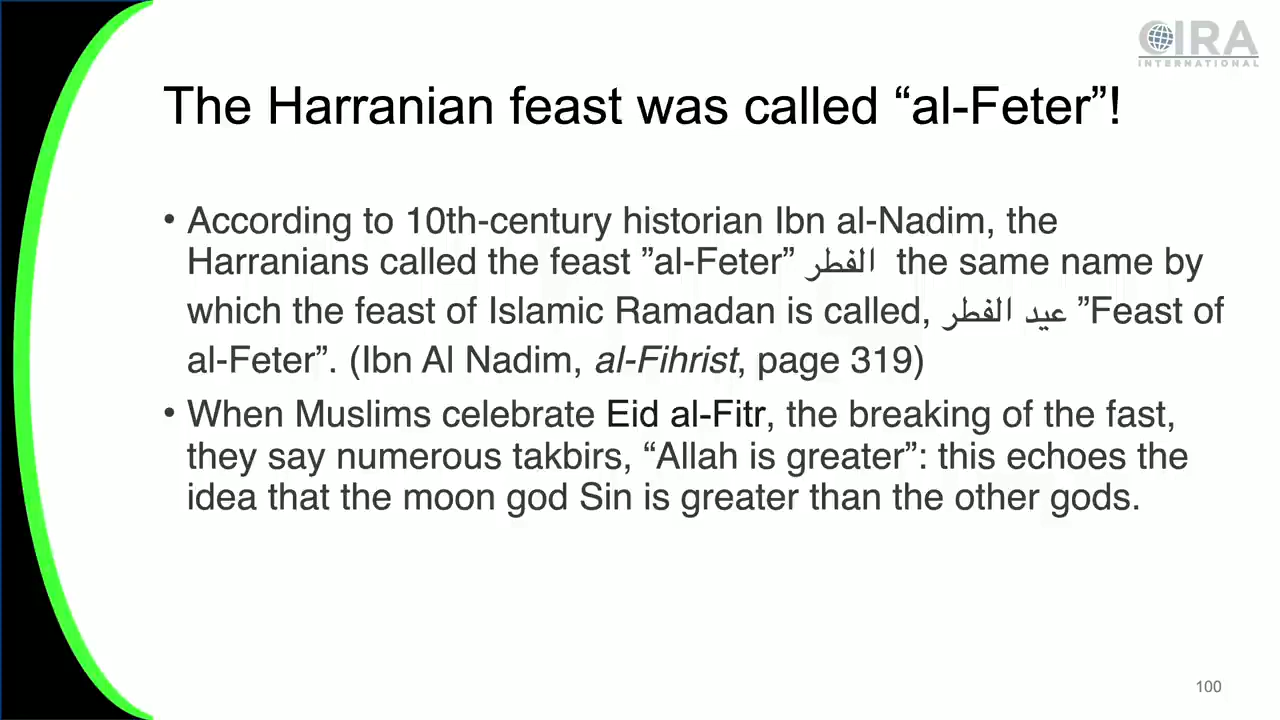 CIRA
INTERNATIONAL
The Harranian feast was called “al-Feter”!
• According to 10th-century historian Ibn al-Nadim, the
Harranians called the feast ”al-Feter” الفطر the same name by
which the feast of Islamic Ramadan is called, عيد الفطر ”Feast of
al-Feter”. (Ibn Al Nadim, al-Fihrist, page 319)
• When Muslims celebrate Eid al-Fitr, the breaking of the fast,
they say numerous takbirs, “Allah is greater”: this echoes the
idea that the moon god Sin is greater than the other gods.
100